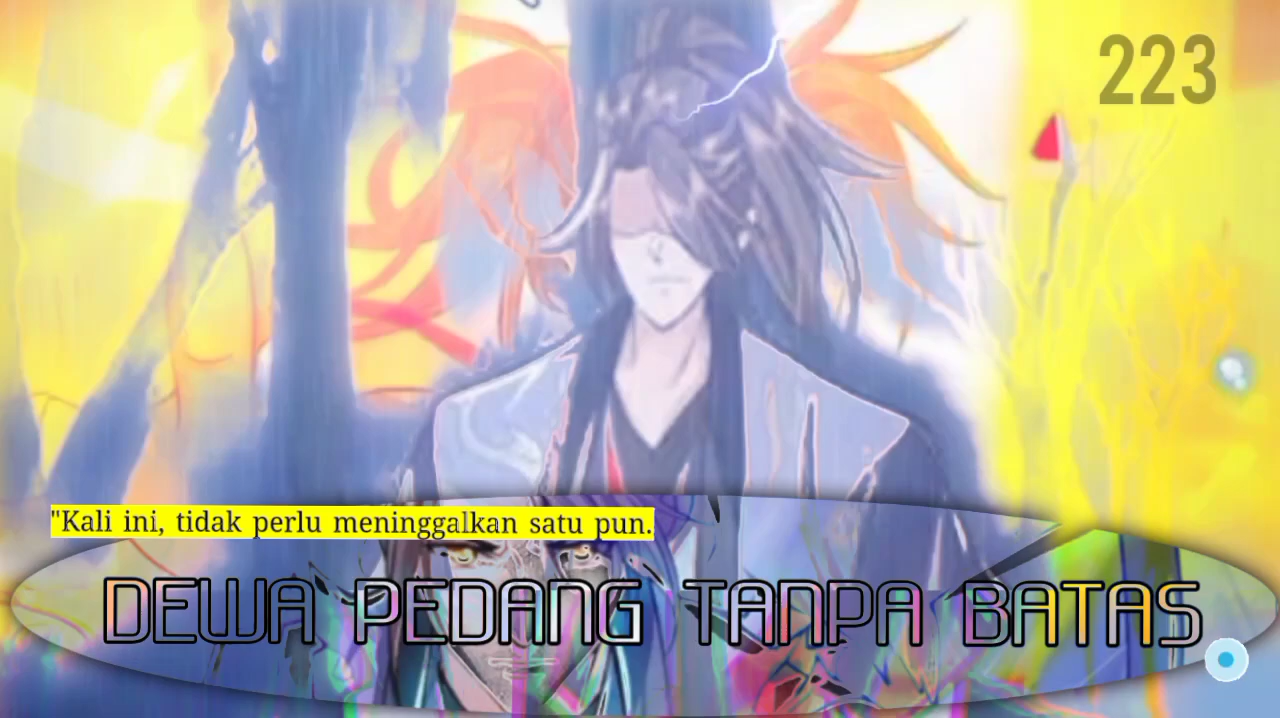 223
"Kali ini, tidak perlu meninggalkan satu pun.
DEWA PEDANG TANPA BATAS